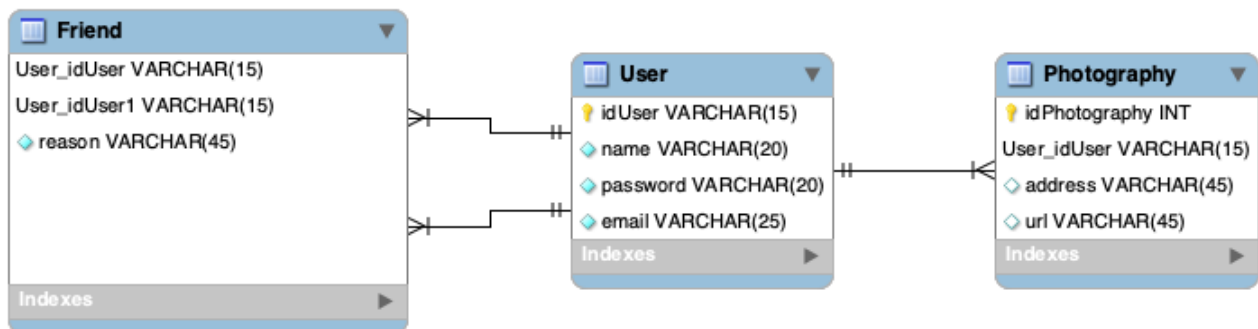 Friend
User_idUser VARCHAR(15)
User_idUser1 VARCHAR(15)
reason VARCHAR(45)
Indexes
User
idUser VARCHAR(15)
name VARCHAR(20)
password VARCHAR(20)
email VARCHAR(25)
Indexes
Photography
idPhotography INT
User_idUser VARCHAR(15)
address VARCHAR(45)
url VARCHAR(45)
Indexes